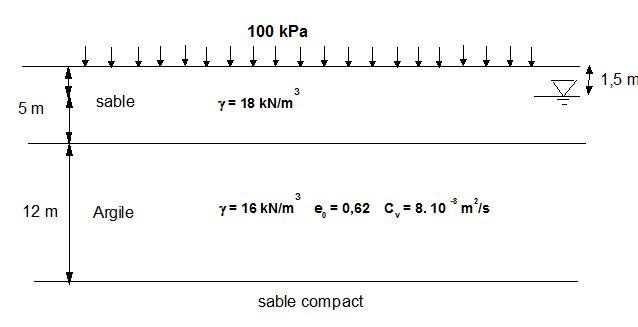 100 kPa
1,5 m
5 m sable γ = 18 kN/m³
12 m Argile γ = 16 kN/m³ e₀ = 0,62 Cᵥ = 8. 10⁻⁸ m²/s
sable compact